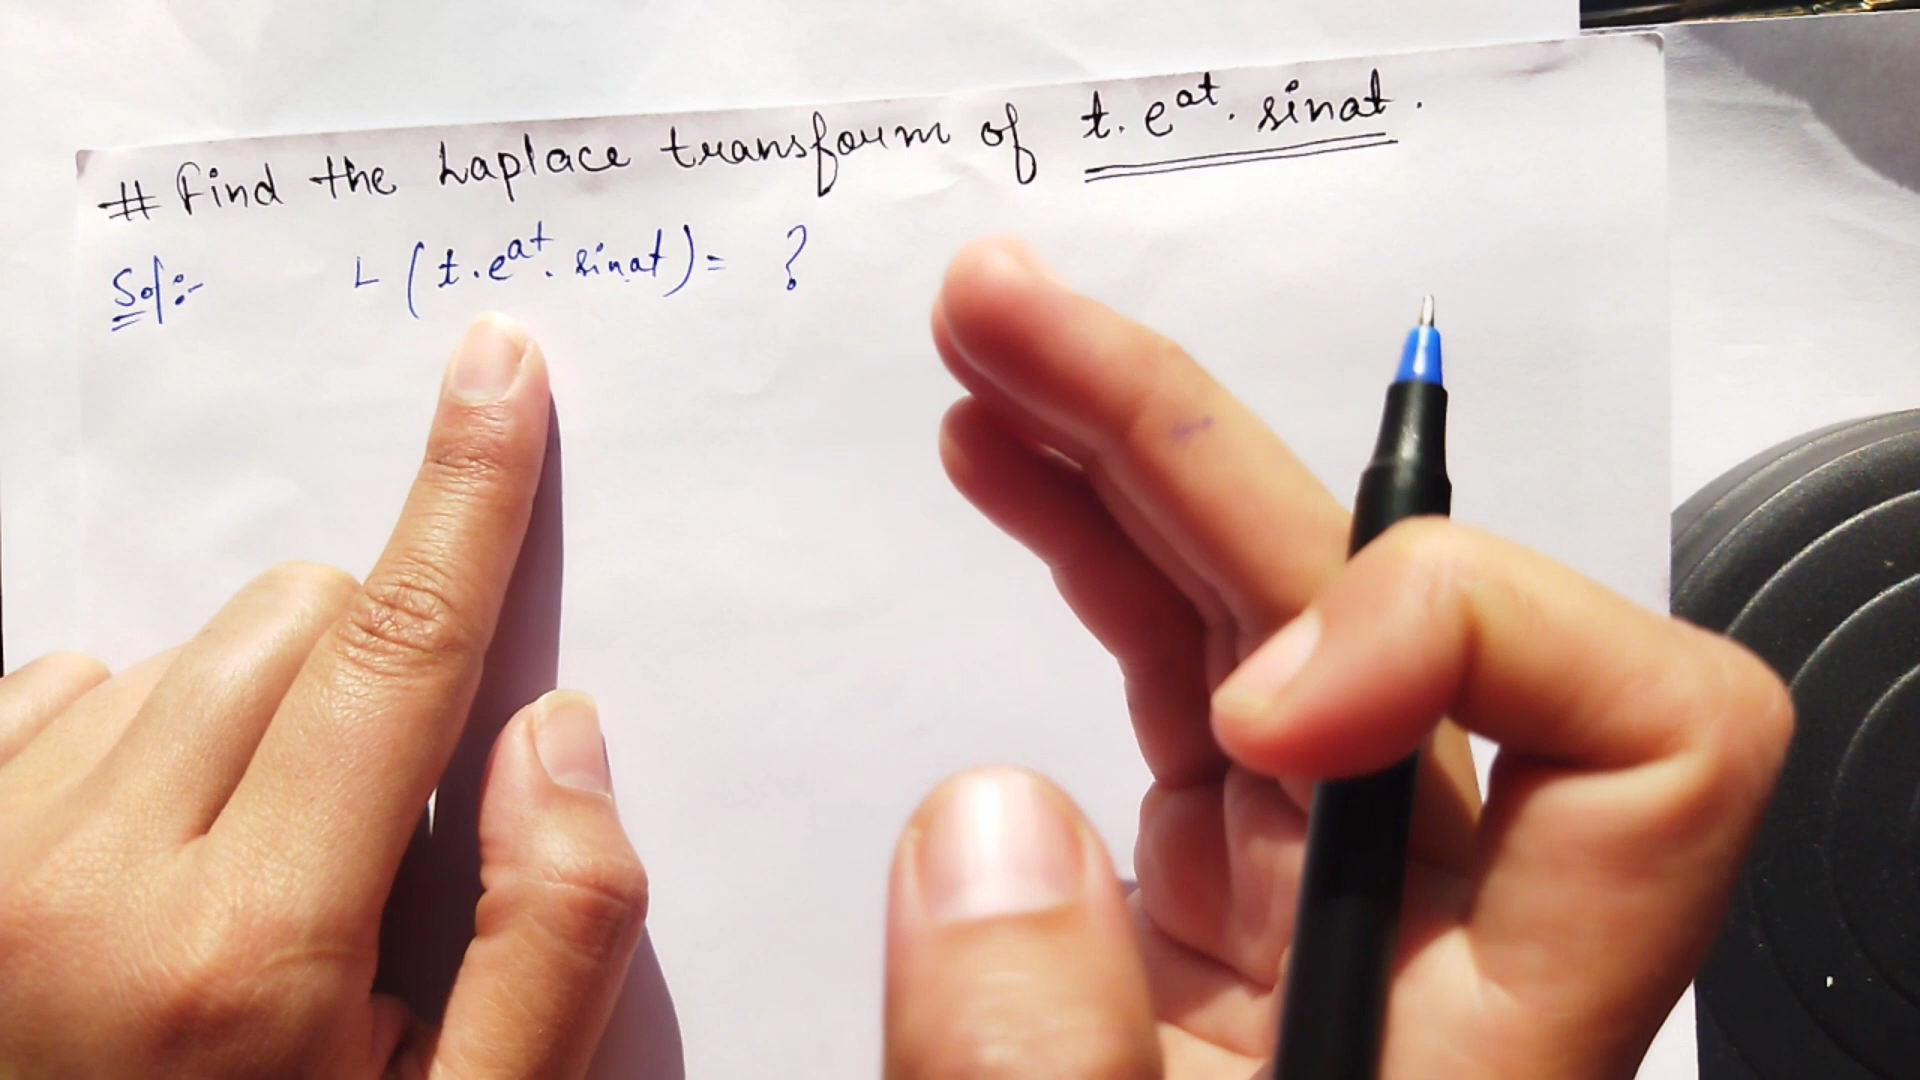 # Find the Laplace transform of t. e^at. sinat.
Sol:- L (t.e^at. sinat) = ?